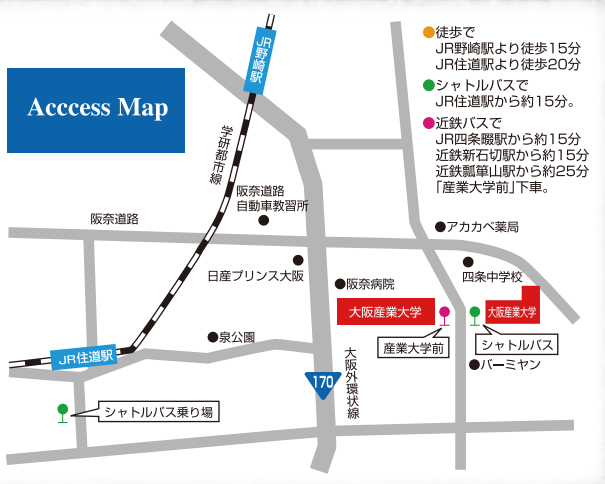 Acccess Map
JR野崎駅
学研都市線
●徒歩で
JR野崎駅より徒歩15分
JR住道駅より徒歩20分
●シャトルバスで
JR住道駅から約15分。
●近鉄バスで
JR四条畷駅から約15分
近鉄新石切駅から約15分
近鉄瓢箪山駅から約25分
「産業大学前」下車。
阪奈道路
自動車教習所
阪奈道路
アカカベ薬局
日産プリンス大阪
四条中学校
阪奈病院
大阪産業大学
大阪産業大学
泉公園
産業大学前
シャトルバス
JR住道駅
大阪外環状線
バーミヤン
170
シャトルバス乗り場